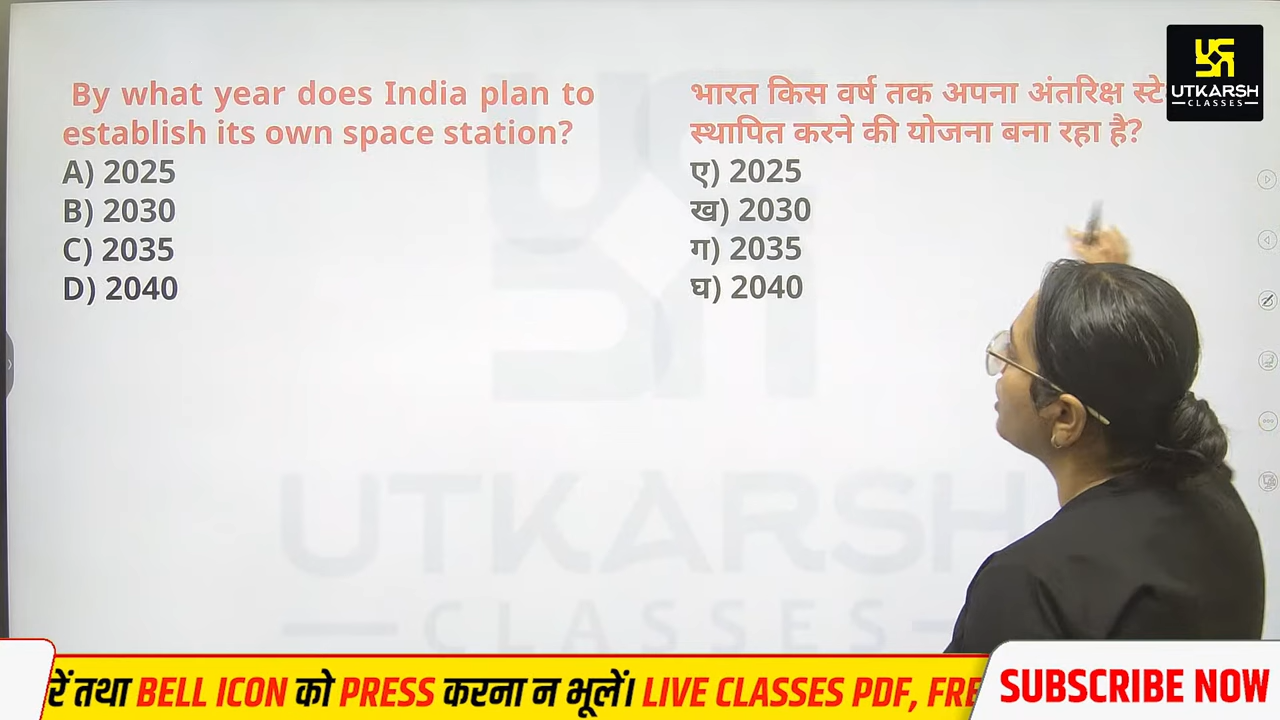 By what year does India plan to
establish its own space station?
A) 2025
B) 2030
C) 2035
D) 2040
भारत किस वर्ष तक अपना अंतरिक्ष
स्थापित करने की योजना बना रहा है?
ए) 2025
ख) 2030
ग) 2035
घ) 2040
UTKARSH
CLASSES
UTKARSH
CLASSES
तथा BELL ICON को PRESS करना न भूलें। LIVE CLASSES PDF,
SUBSCRIBE NOW